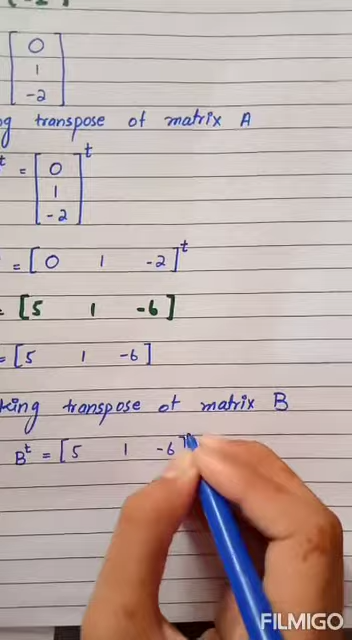 [0
1
-2]
transpose of matrix A
t = [0
1
-2]t
= [0 1 -2]t
= [5 1 -6]
= [5 1 -6]
king transpose of matrix B
Bt = [5 1 -6
FILMIGO